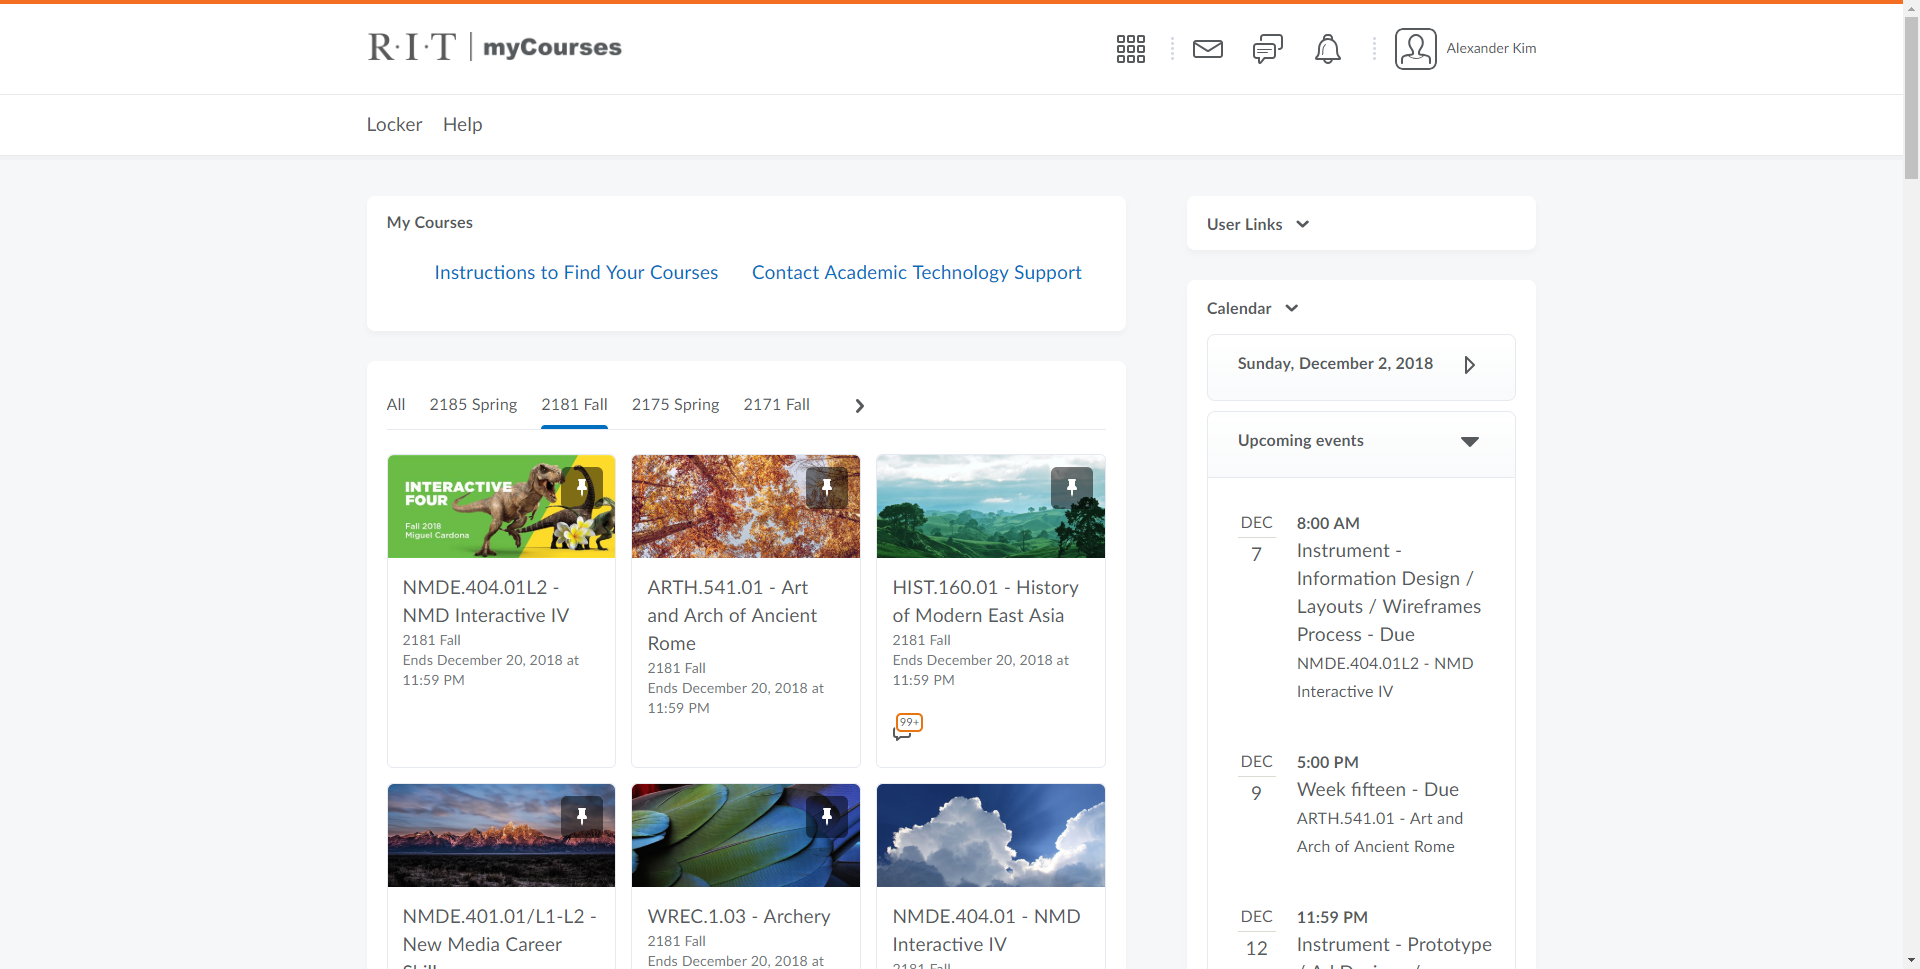 R·I·T | myCourses
Alexander Kim
Locker Help
My Courses
Instructions to Find Your Courses Contact Academic Technology Support
All 2185 Spring 2181 Fall 2175 Spring 2171 Fall
INTERACTIVE
FOUR
Fall 2018
Miguel Cardona
NMDE.404.01L2 -
NMD Interactive IV
2181 Fall
Ends December 20, 2018 at
11:59 PM
ARTH.541.01 - Art
and Arch of Ancient
Rome
2181 Fall
Ends December 20, 2018 at
11:59 PM
HIST.160.01 - History
of Modern East Asia
2181 Fall
Ends December 20, 2018 at
11:59 PM
99+
NMDE.401.01/L1-L2 -
New Media Career
WREC.1.03 - Archery
2181 Fall
Ends December 20, 2018 at
NMDE.404.01 - NMD
Interactive IV
2181 Fall
User Links
Calendar
Sunday, December 2, 2018
Upcoming events
DEC
7
8:00 AM
Instrument -
Information Design /
Layouts / Wireframes
Process - Due
NMDE.404.01L2 - NMD
Interactive IV
DEC
9
5:00 PM
Week fifteen - Due
ARTH.541.01 - Art and
Arch of Ancient Rome
DEC
12
11:59 PM
Instrument - Prototype